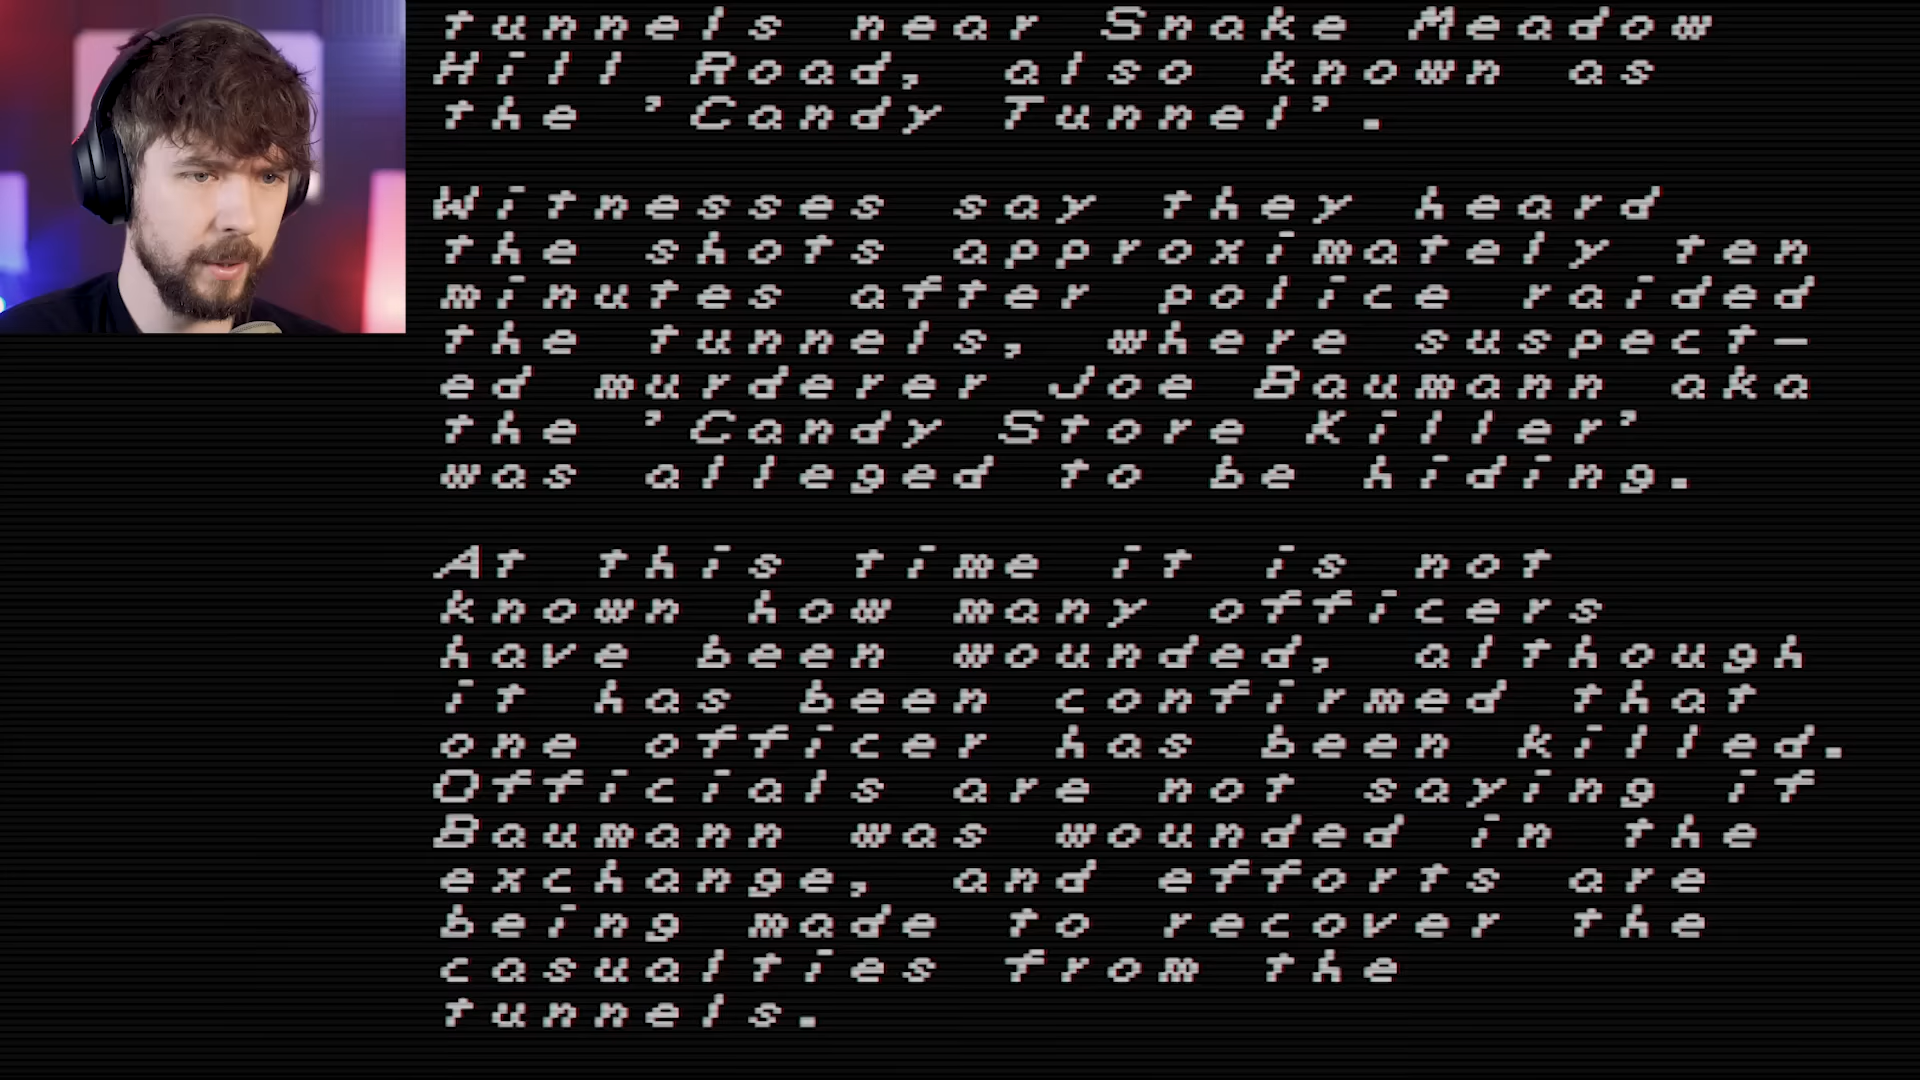 tunnels near Snake Meadow
Hill Road, also known as
the 'Candy Tunnel'.
Witnesses say they heard
the shots approximately ten
minutes after police raided
the tunnels, where suspect-
ed murderer Joe Baumann aka
the 'Candy Store Killer'
was alleged to be hiding.
At this time it is not
known how many officers
have been wounded, although
it has been confirmed that
one officer has been killed.
Officials are not saying if
Baumann was wounded in the
exchange, and efforts are
being made to recover the
casualties from the
tunnels.